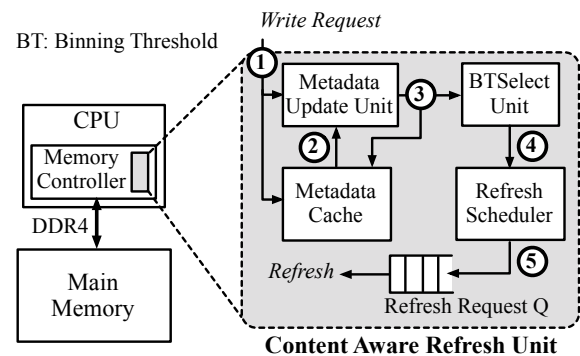 Write Request
BT: Binning Threshold
1
Metadata
Update Unit
3
BTSelect
Unit
CPU
Memory
Controller
2
4
Metadata
Cache
Refresh
Scheduler
DDR4
5
Main
Memory
Refresh
Refresh Request Q
Content Aware Refresh Unit